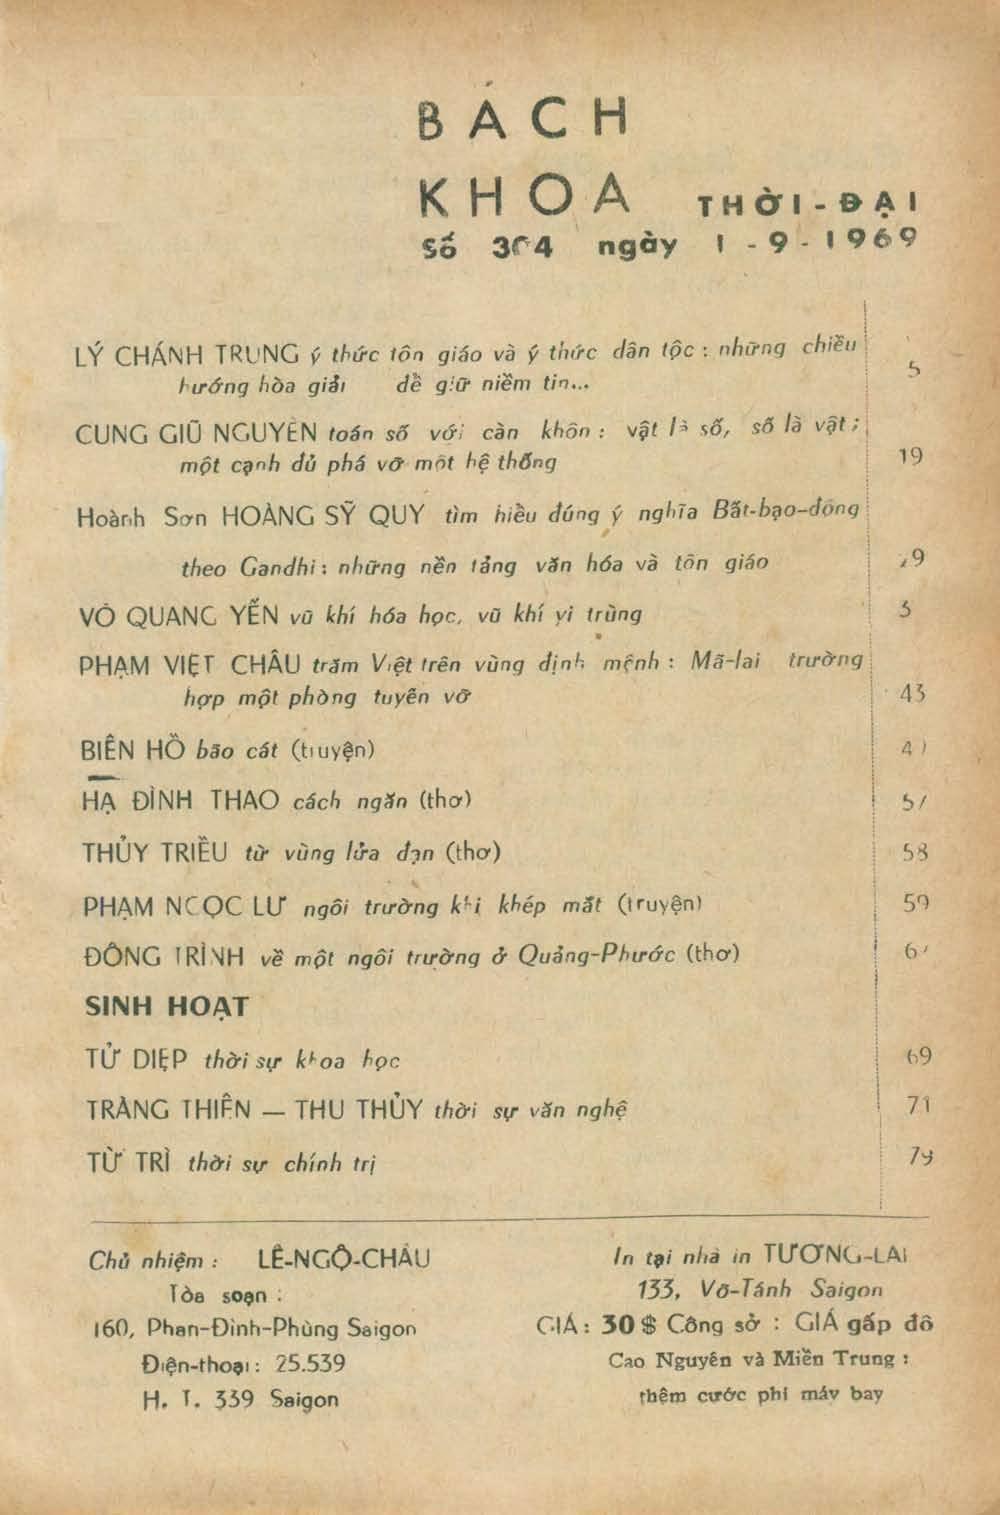 BÁCH
KHOA THỜI-ĐẠI
Số 304 ngày 1-9-1969
LÝ CHÁNH TRUNG ý thức tôn giáo và ý thức dân tộc : những chiều 5
hướng hòa giải để giữ niềm tin...
CUNG GIŨ NGUYÊN toán số với càn khôn : vật là số, số là vật ;
một cạnh đủ phá vỡ một hệ thống 19
Hoành Sơn HOÀNG SỸ QUY tìm hiểu đúng ý nghĩa Bất-bạo-động
theo Gandhi : những nền tảng văn hóa và tôn giáo 29
VÕ QUANG YẾN vũ khí hóa học, vũ khí vi trùng 3
PHẠM VIỆT CHÂU trăm Việt trên vùng định mệnh : Mã-lai trường
hợp một phòng tuyến vỡ 43
BIÊN HỒ bão cát (truyện) 4
HẠ ĐÌNH THAO cách ngăn (thơ) 57
THỦY TRIỀU từ vùng lửa đạn (thơ) 58
PHẠM NGỌC LƯ ngôi trường khi khép mắt (truyện) 59
ĐÔNG TRÌNH về một ngôi trường ở Quảng-Phước (thơ) 6
SINH HOẠT
TỬ DIỆP thời sự khoa học 69
TRÀNG THIÊN — THU THỦY thời sự văn nghệ 71
TỪ TRÌ thời sự chính trị 79
Chủ nhiệm : LÊ-NGỘ-CHÂU
Tòa soạn :
160, Phan-Đình-Phùng Saigon
Điện-thoại : 25.539
H. T. 339 Saigon
In tại nhà in TƯƠNG-LAI
133, Võ-Tánh Saigon
GIÁ : 30 $ Công sở : GIÁ gấp đô
Cao Nguyên và Miền Trung :
thêm cước phí máy bay